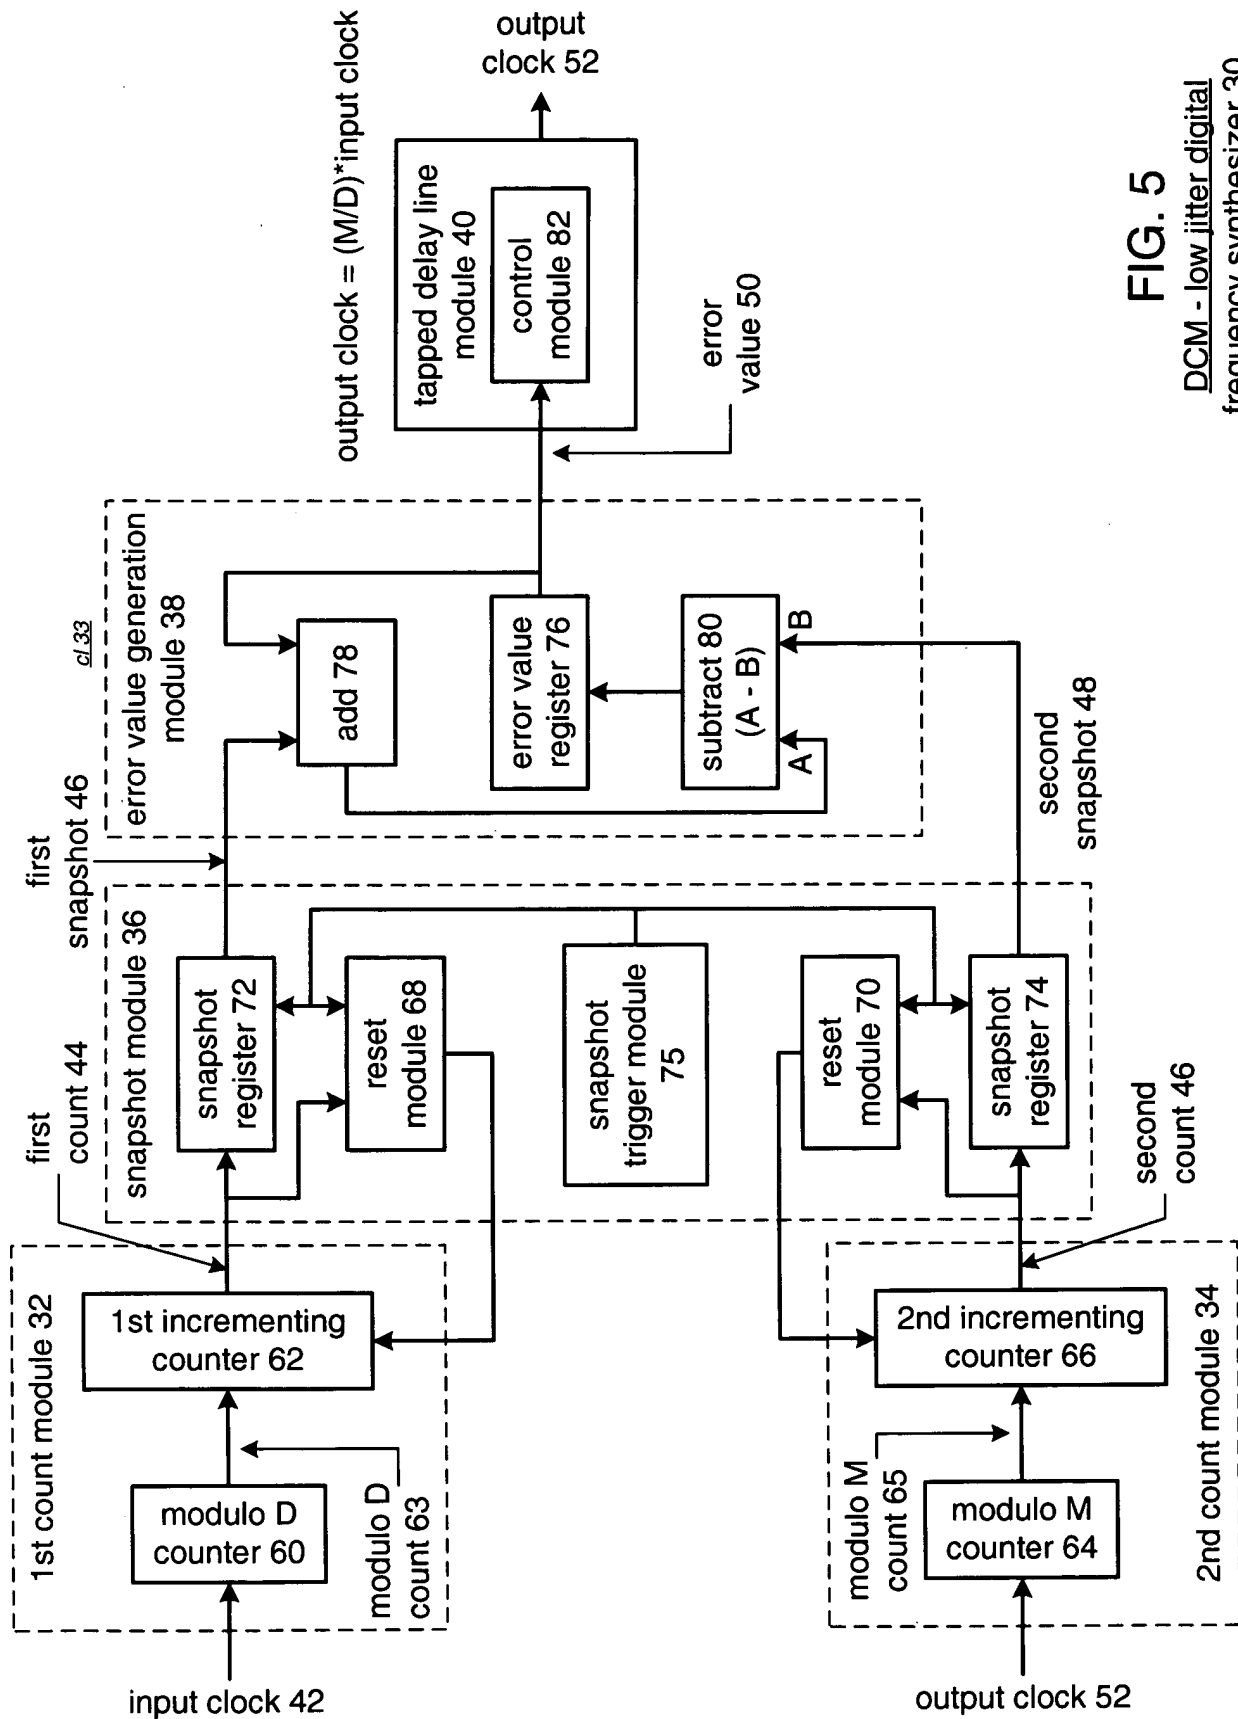 1st count module 32
input clock 42
modulo D
counter 60
modulo D
count 63
1st incrementing
counter 62
first
count 44
snapshot module 36
snapshot
register 72
reset
module 68
snapshot
trigger module
75
reset
module 70
snapshot
register 74
first
snapshot 46
cl 33
error value generation
module 38
add 78
error value
register 76
subtract 80
(A - B)
A
B
second
snapshot 48
output clock = (M/D)*input clock
tapped delay line
module 40
control
module 82
output
clock 52
error
value 50
output clock 52
modulo M
counter 64
modulo M
count 65
2nd incrementing
counter 66
second
count 46
2nd count module 34
FIG. 5
DCM - low jitter digital
frequency synthesizer 30